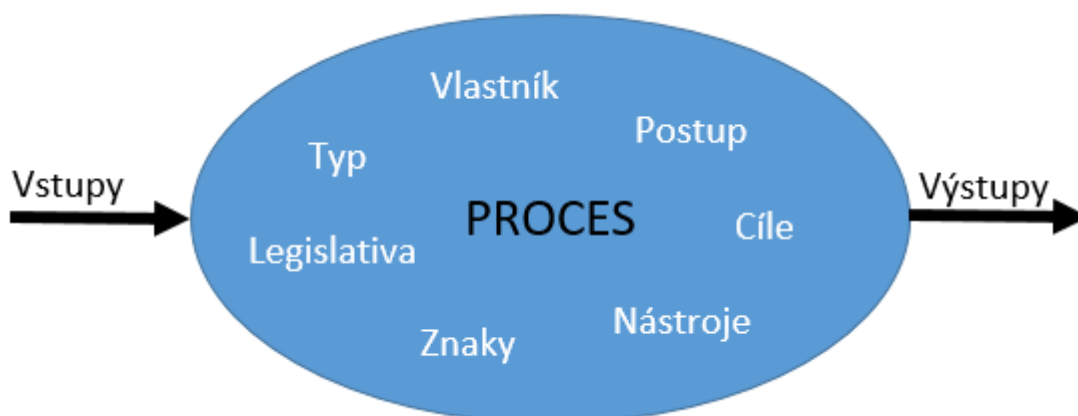 Vlastník
Postup
Typ
Vstupy
Výstupy
PROCES
Cíle
Legislativa
Nástroje
Znaky